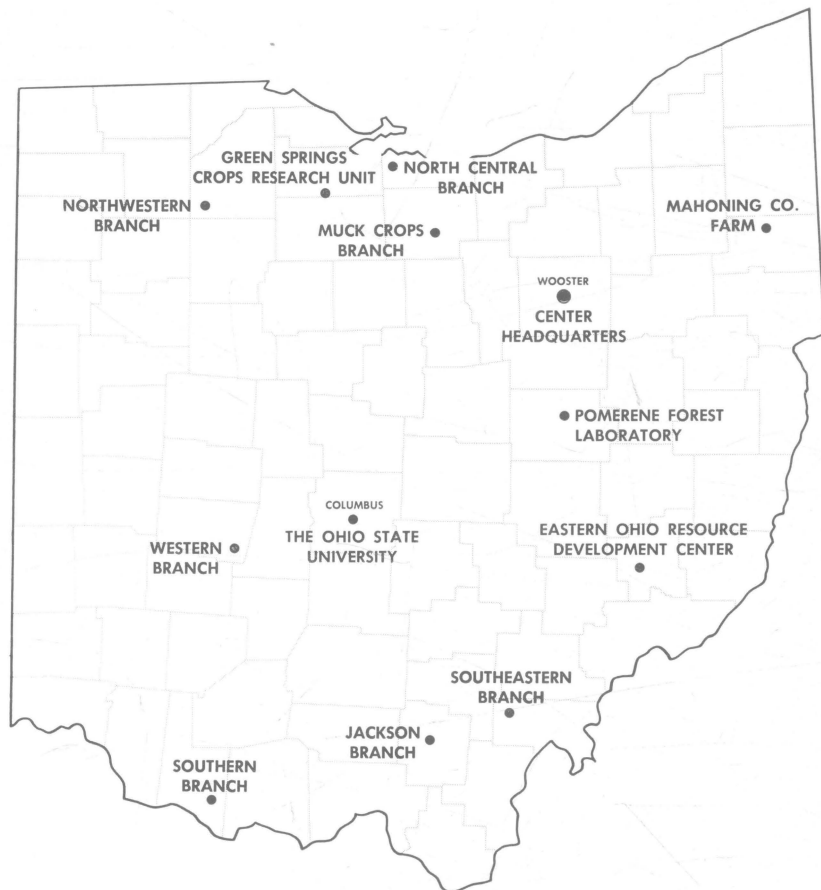 GREEN SPRINGS
CROPS RESEARCH UNIT
NORTH CENTRAL
BRANCH
NORTHWESTERN
BRANCH
MUCK CROPS
BRANCH
MAHONING CO.
FARM
WOOSTER
CENTER
HEADQUARTERS
POMERENE FOREST
LABORATORY
COLUMBUS
THE OHIO STATE
UNIVERSITY
WESTERN
BRANCH
EASTERN OHIO RESOURCE
DEVELOPMENT CENTER
SOUTHEASTERN
BRANCH
JACKSON
BRANCH
SOUTHERN
BRANCH